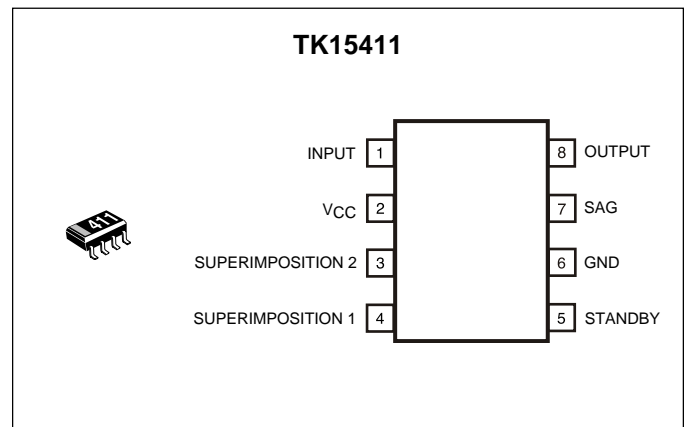 TK15411
INPUT 1
VCC 2
SUPERIMPOSITION 2 3
SUPERIMPOSITION 1 4
8 OUTPUT
7 SAG
6 GND
5 STANDBY
411